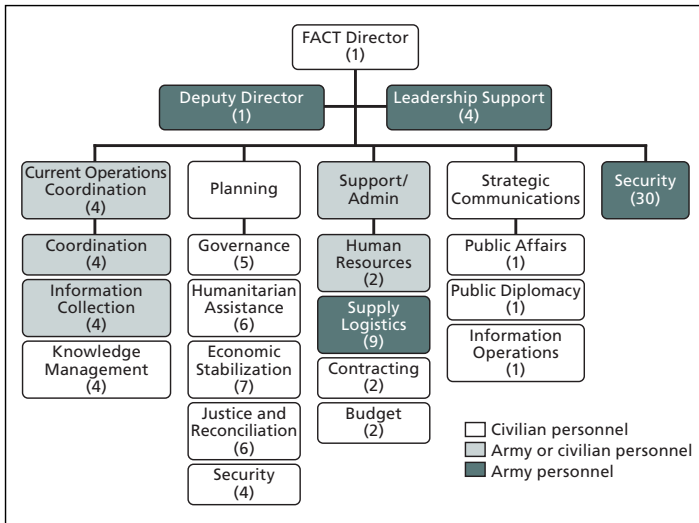 FACT Director
(1)
Deputy Director
(1)
Leadership Support
(4)
Current Operations
Coordination
(4)
Planning
Support/
Admin
Strategic
Communications
Security
(30)
Coordination
(4)
Information
Collection
(4)
Knowledge
Management
(4)
Governance
(5)
Humanitarian
Assistance
(6)
Economic
Stabilization
(7)
Justice and
Reconciliation
(6)
Security
(4)
Human
Resources
(2)
Supply
Logistics
(9)
Contracting
(2)
Budget
(2)
Public Affairs
(1)
Public Diplomacy
(1)
Information
Operations
(1)
Civilian personnel
Army or civilian personnel
Army personnel